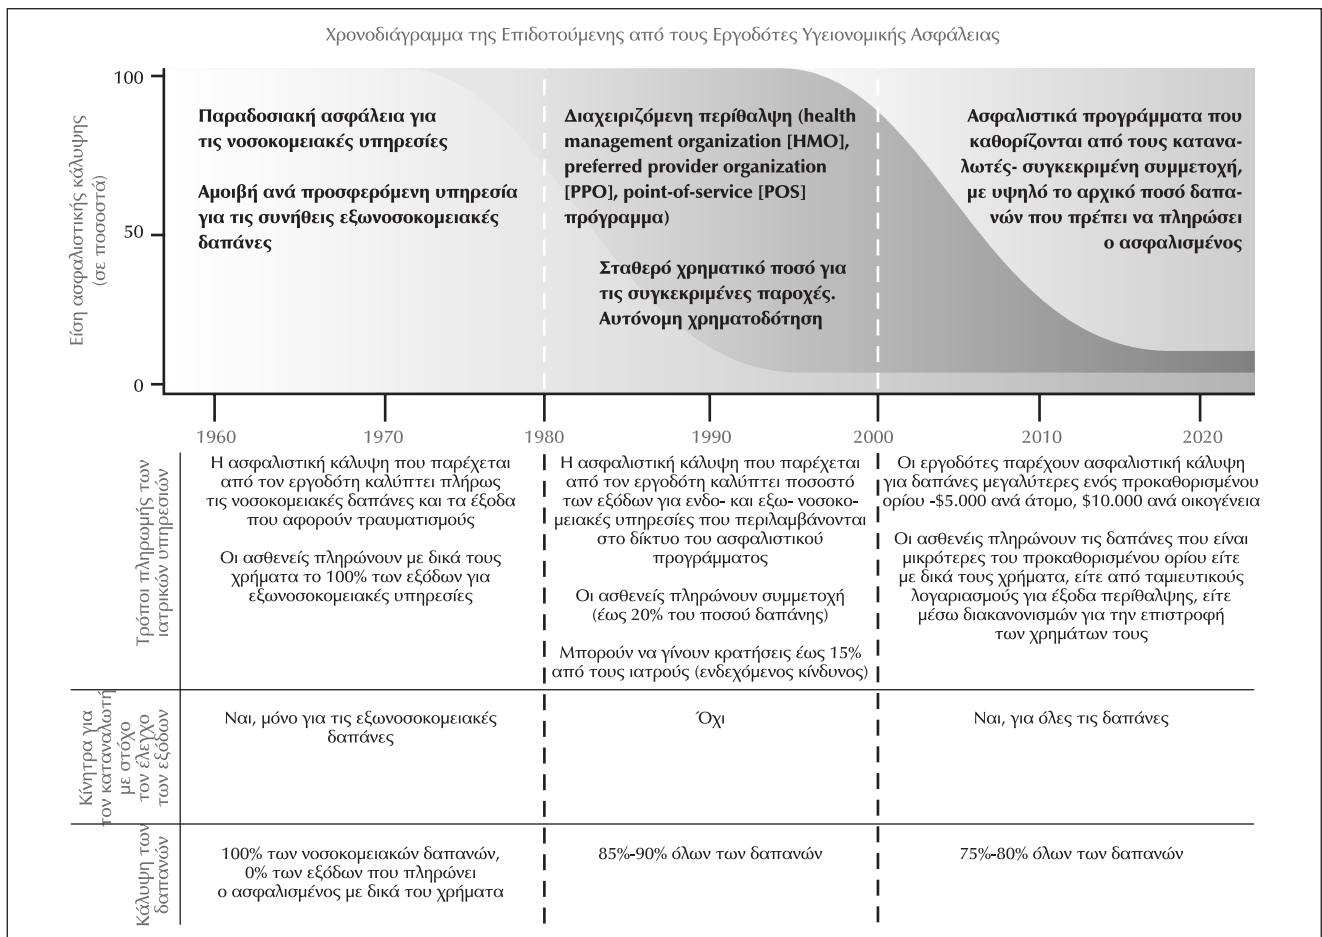 Χρονοδιάγραμμα της Επιδοτούμενης από τους Εργοδότες Υγειονομικής Ασφάλειας
Είση ασφαλιστικής κάλυψης
(σε ποσοστά)
100
50
0
Παραδοσιακή ασφάλεια για
τις νοσοκομειακές υπηρεσίες
Αμοιβή ανά προσφερόμενη υπηρεσία
για τις συνήθεις εξωνοσοκομειακές
δαπάνες
Διαχειριζόμενη περίθαλψη (health
management organization [HMO],
preferred provider organization
[PPO], point-of-service [POS]
πρόγραμμα)
Σταθερό χρηματικό ποσό για
τις συγκεκριμένες παροχές.
Αυτόνομη χρηματοδότηση
Ασφαλιστικά προγράμματα που
καθορίζονται από τους κατανα-
λωτές- συγκεκριμένη συμμετοχή,
με υψηλό το αρχικό ποσό δαπα-
νών που πρέπει να πληρώσει
ο ασφαλισμένος
1960
1970
1980
1990
2000
2010
2020
Τρόποι πληρωμής των
ιατρικών υπηρεσιών
Η ασφαλιστική κάλυψη που παρέχεται
από τον εργοδότη καλύπτει πλήρως
τις νοσοκομειακές δαπάνες και τα έξοδα
που αφορούν τραυματισμούς
Οι ασθενείς πληρώνουν με δικά τους
χρήματα το 100% των εξόδων για
εξωνοσοκομειακές υπηρεσίες
Η ασφαλιστική κάλυψη που παρέχεται
από τον εργοδότη καλύπτει ποσοστό
των εξόδων για ενδο- και εξω- νοσοκο-
μειακές υπηρεσίες που περιλαμβάνονται
στο δίκτυο του ασφαλιστικού
προγράμματος
Οι ασθενείς πληρώνουν συμμετοχή
(έως 20% του ποσού δαπάνης)
Μπορούν να γίνουν κρατήσεις έως 15%
από τους ιατρούς (ενδεχόμενο κίνδυνος)
Οι εργοδότες παρέχουν ασφαλιστική κάλυψη
για δαπάνες μεγαλύτερες ενός προκαθορισμένου
ορίου -$5.000 ανά άτομο, $10.000 ανά οικογένεια
Οι ασθενέις πληρώνουν τις δαπάνες που είναι
μικρότερες του προκαθορισμένου ορίου είτε
με δικά τους χρήματα, είτε από ταμιευτικούς
λογαριασμούς για έξοδα περίθαλψης, είτε
μέσω διακανονισμών για την επιστροφή
των χρημάτων τους
Κίνητρα για
τον καταναλωτή
με στόχο
τον έλεγχο
των εξόδων
Ναι, μόνο για τις εξωνοσοκομειακές
δαπάνες
Όχι
Ναι, για όλες τις δαπάνες
Κάλυψη των
δαπανών
100% των νοσοκομειακών δαπανών,
0% των εξόδων που πληρώνει
ο ασφαλισμένος με δικά του χρήματα
85%-90% όλων των δαπανών
75%-80% όλων των δαπανών